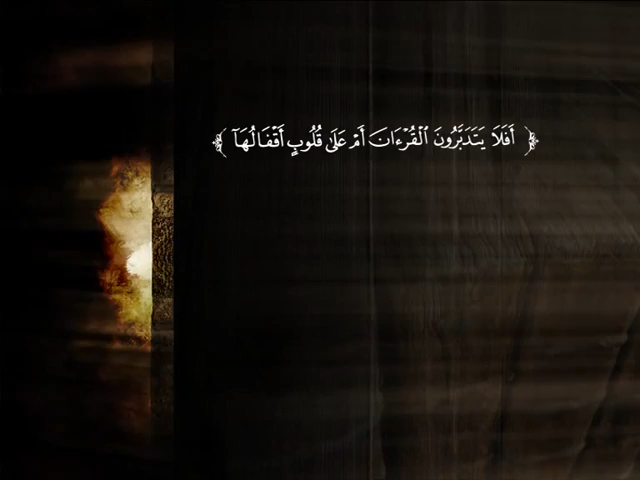 ﴿ أَفَلَا يَتَدَبَّرُونَ ٱلْقُرْءَانَ أَمْ عَلَىٰ قُلُوبٍ أَقْفَالُهَآ ﴾